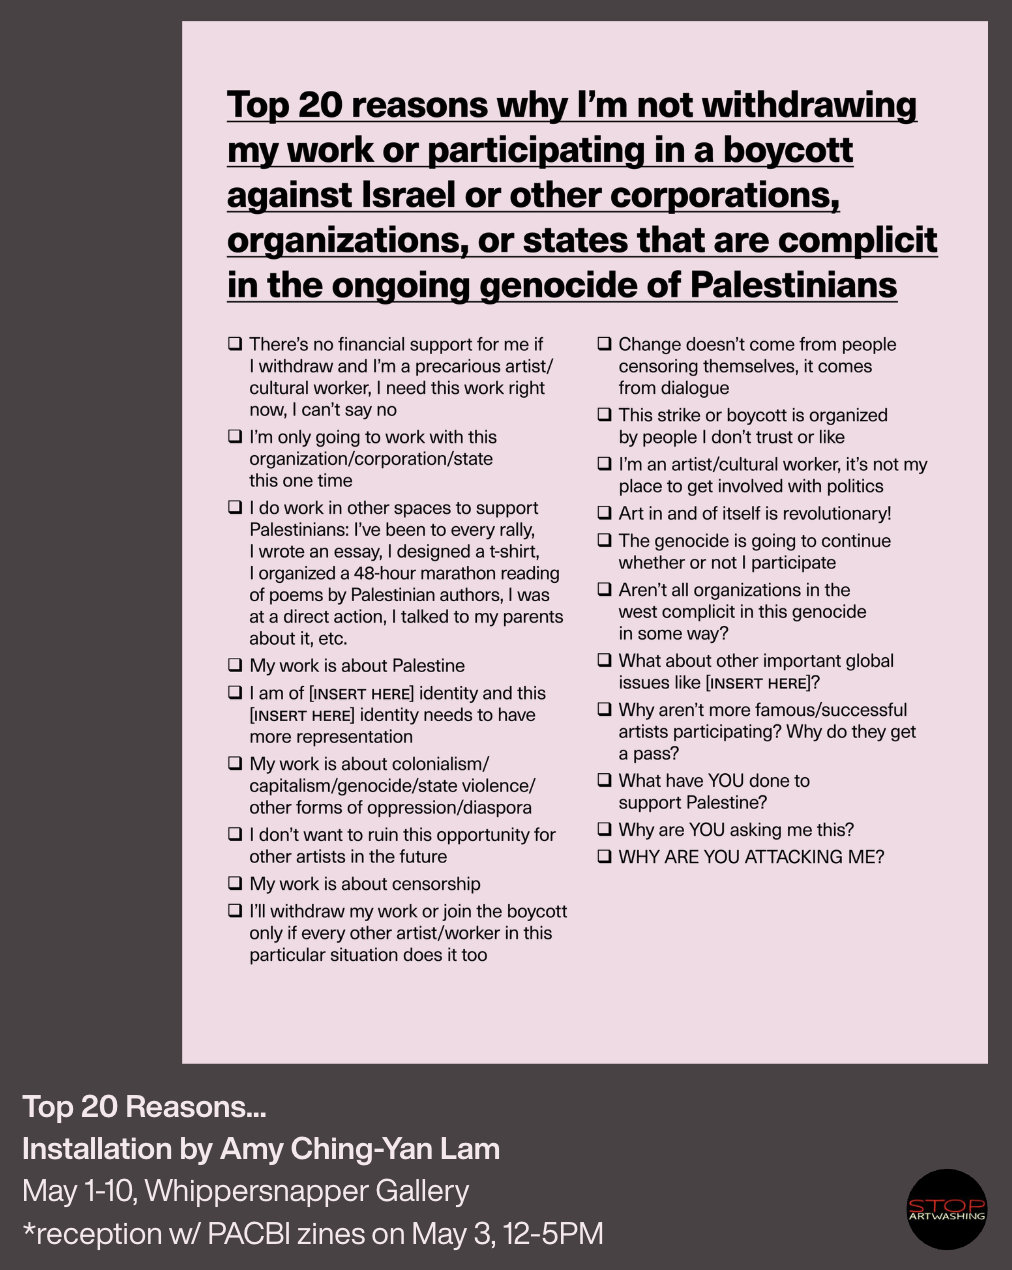 Top 20 reasons why I’m not withdrawing
my work or participating in a boycott
against Israel or other corporations,
organizations, or states that are complicit
in the ongoing genocide of Palestinians
❏ There’s no financial support for me if
I withdraw and I’m a precarious artist/
cultural worker, I need this work right
now, I can’t say no
❏ I’m only going to work with this
organization/corporation/state
this one time
❏ I do work in other spaces to support
Palestinians: I’ve been to every rally,
I wrote an essay, I designed a t-shirt,
I organized a 48-hour marathon reading
of poems by Palestinian authors, I was
at a direct action, I talked to my parents
about it, etc.
❏ My work is about Palestine
❏ I am of [INSERT HERE] identity and this
[INSERT HERE] identity needs to have
more representation
❏ My work is about colonialism/
capitalism/genocide/state violence/
other forms of oppression/diaspora
❏ I don’t want to ruin this opportunity for
other artists in the future
❏ My work is about censorship
❏ I’ll withdraw my work or join the boycott
only if every other artist/worker in this
particular situation does it too
❏ Change doesn’t come from people
censoring themselves, it comes
from dialogue
❏ This strike or boycott is organized
by people I don’t trust or like
❏ I’m an artist/cultural worker, it’s not my
place to get involved with politics
❏ Art in and of itself is revolutionary!
❏ The genocide is going to continue
whether or not I participate
❏ Aren’t all organizations in the
west complicit in this genocide
in some way?
❏ What about other important global
issues like [INSERT HERE]?
❏ Why aren’t more famous/successful
artists participating? Why do they get
a pass?
❏ What have YOU done to
support Palestine?
❏ Why are YOU asking me this?
❏ WHY ARE YOU ATTACKING ME?
Top 20 Reasons...
Installation by Amy Ching-Yan Lam
May 1-10, Whippersnapper Gallery
*reception w/ PACBI zines on May 3, 12-5PM
STOP
ARTWASHING